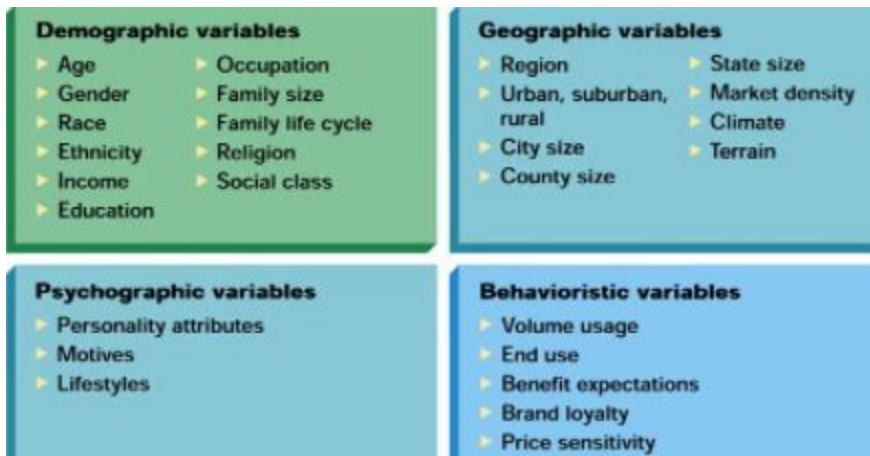 Demographic variables
Age
Gender
Race
Ethnicity
Income
Education
Occupation
Family size
Family life cycle
Religion
Social class
Geographic variables
Region
Urban, suburban,
rural
City size
County size
State size
Market density
Climate
Terrain
Psychographic variables
Personality attributes
Motives
Lifestyles
Behavioristic variables
Volume usage
End use
Benefit expectations
Brand loyalty
Price sensitivity